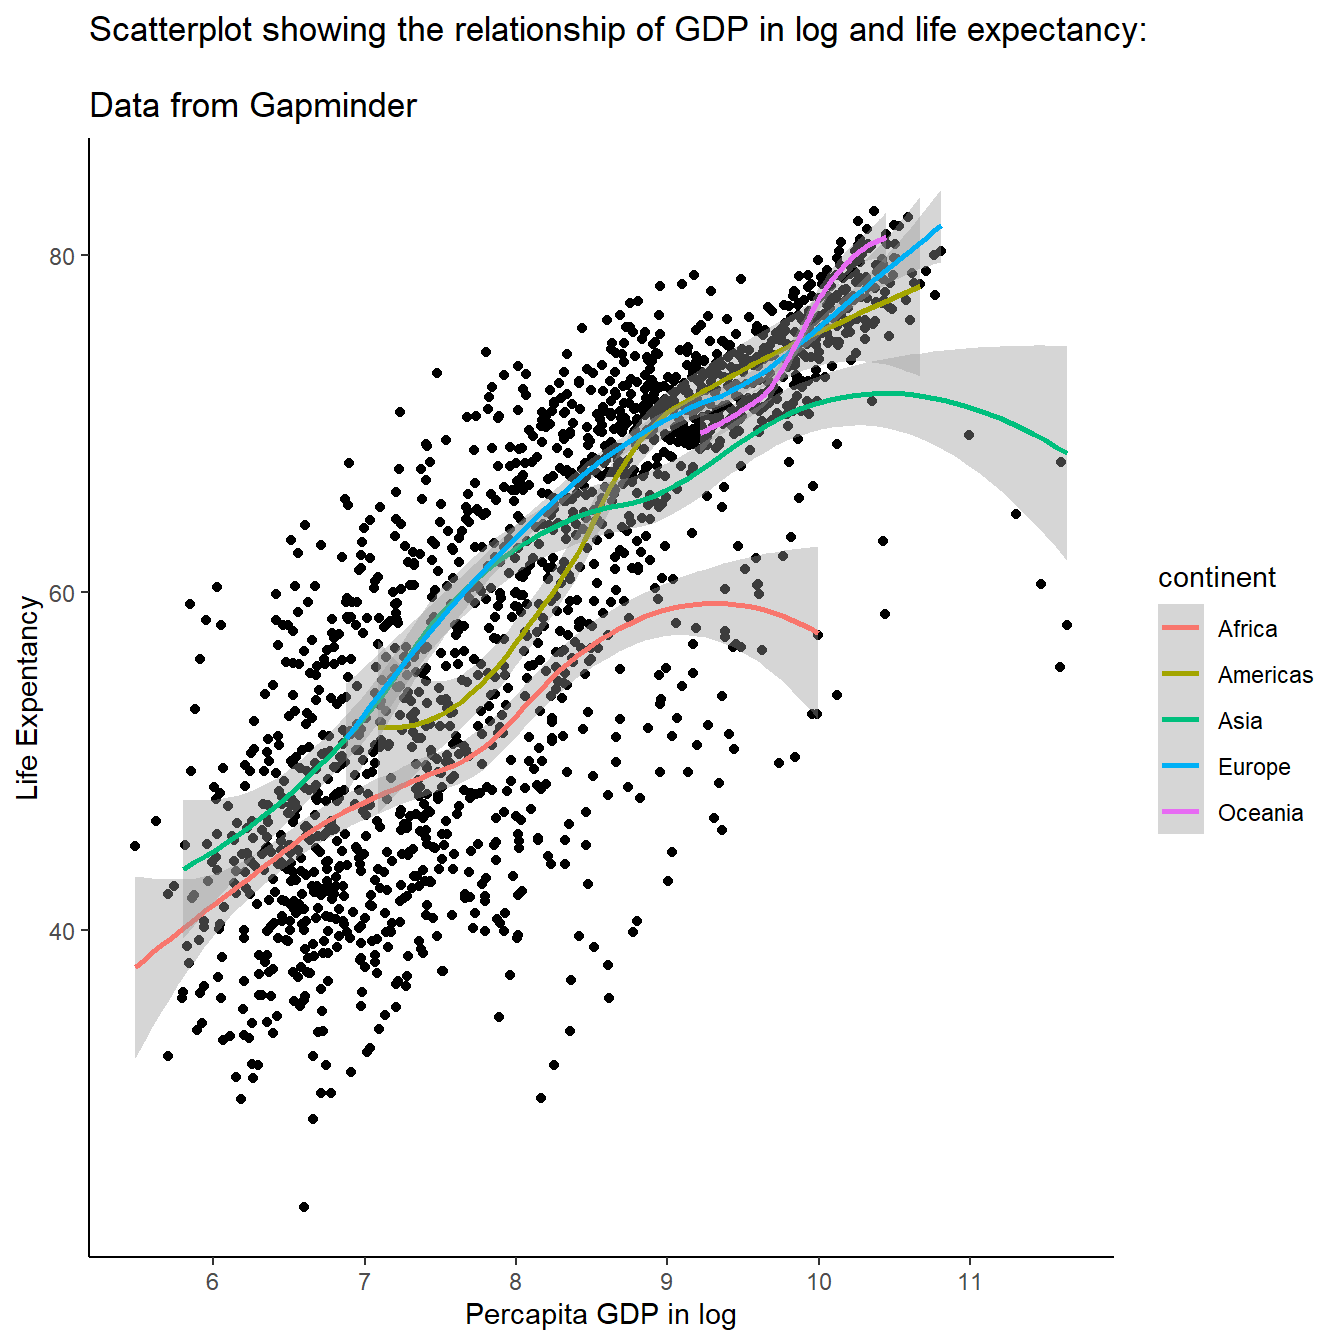 Scatterplot showing the relationship of GDP in log and life expectancy:
Data from Gapminder
80
60
40
Life Expentancy
6 7 8 9 10 11
Percapita GDP in log
continent
Africa
Americas
Asia
Europe
Oceania